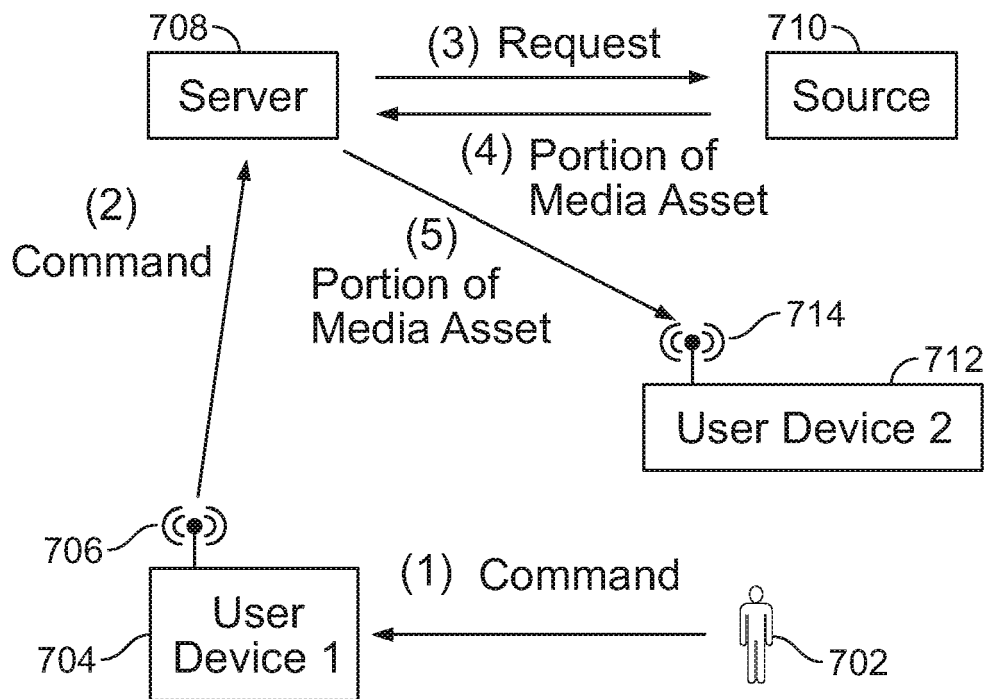 708
710
(3) Request
Server
Source
(4) Portion of
Media Asset
(2)
Command
(5)
Portion of
Media Asset
714
712
User Device 2
706
(1) Command
User
Device 1
704
702